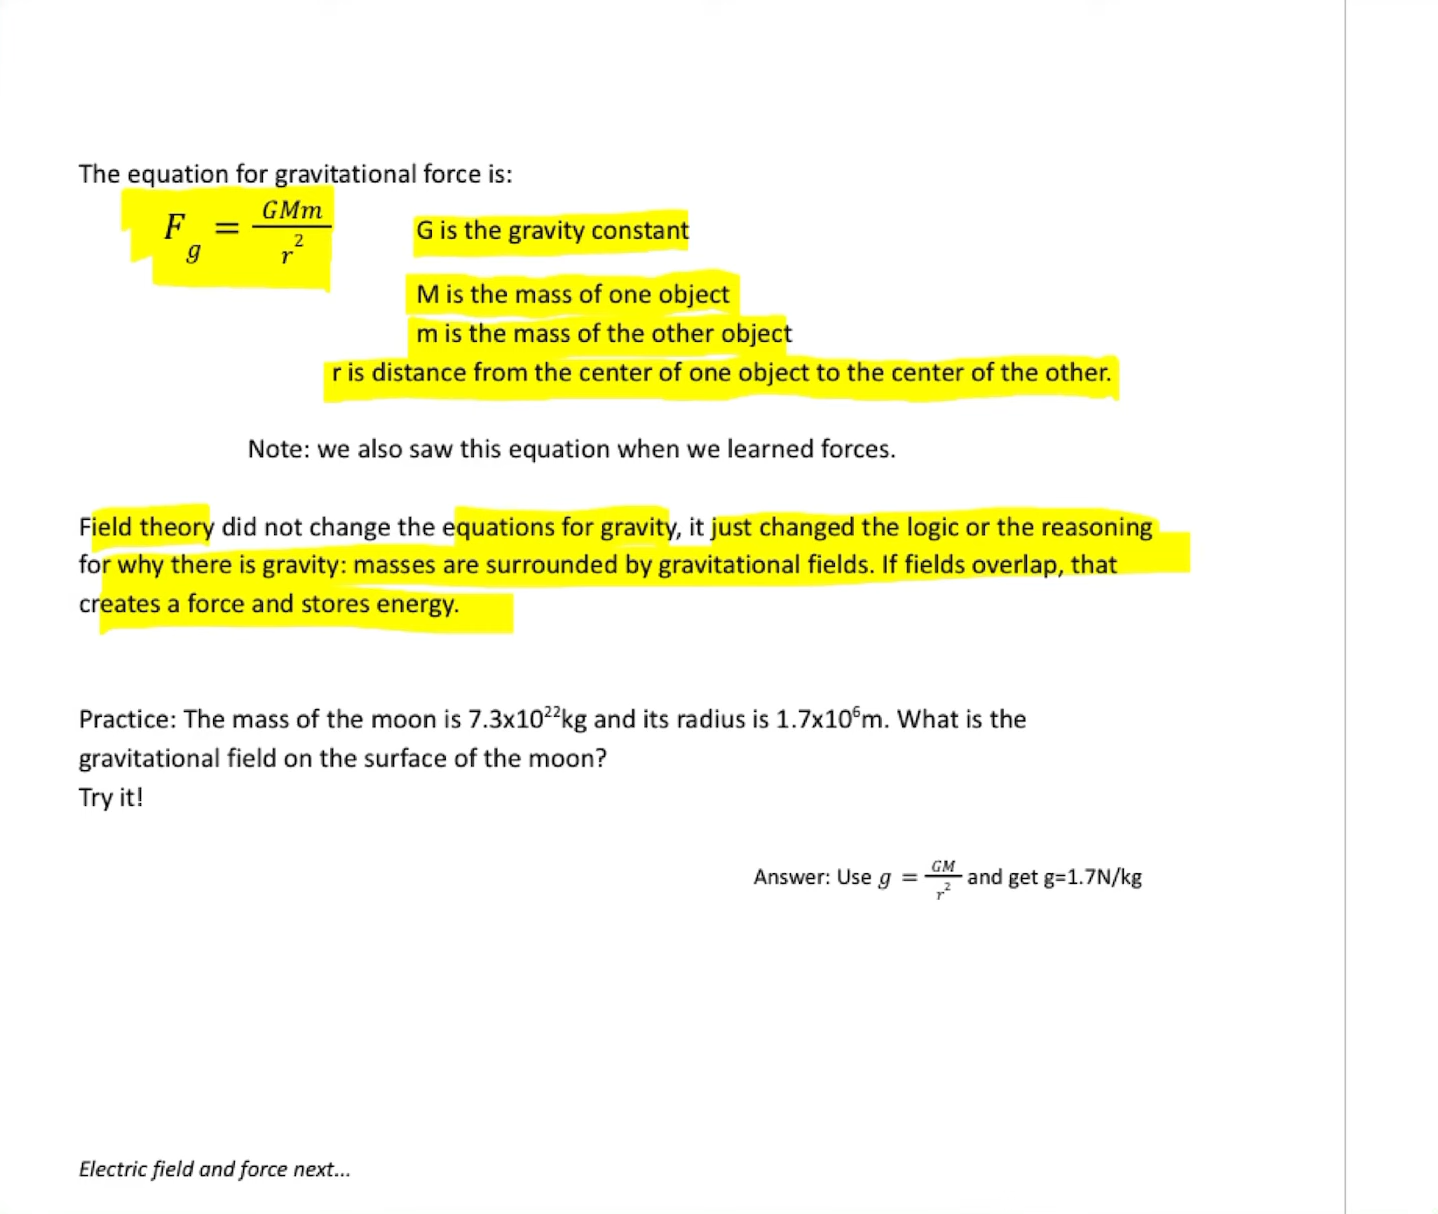 The equation for gravitational force is:
F_g = GMm/r²
G is the gravity constant
M is the mass of one object
m is the mass of the other object
r is distance from the center of one object to the center of the other.
Note: we also saw this equation when we learned forces.
Field theory did not change the equations for gravity, it just changed the logic or the reasoning
for why there is gravity: masses are surrounded by gravitational fields. If fields overlap, that
creates a force and stores energy.
Practice: The mass of the moon is 7.3x10²²kg and its radius is 1.7x10⁶m. What is the
gravitational field on the surface of the moon?
Try it!
Answer: Use g = GM/r² and get g=1.7N/kg
Electric field and force next...